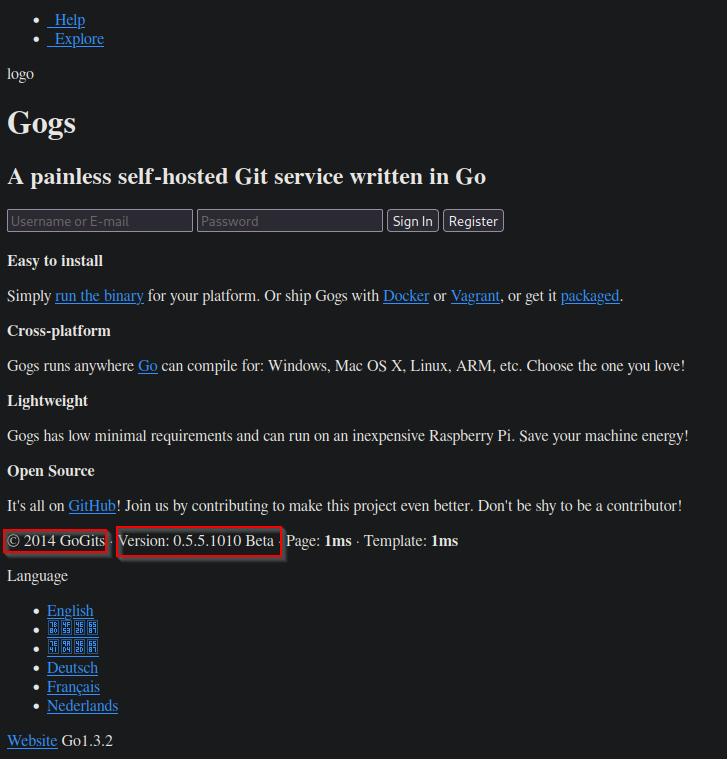 Help
Explore
logo
Gogs
A painless self-hosted Git service written in Go
Username or E-mail Password Sign In Register
Easy to install
Simply run the binary for your platform. Or ship Gogs with Docker or Vagrant, or get it packaged.
Cross-platform
Gogs runs anywhere Go can compile for: Windows, Mac OS X, Linux, ARM, etc. Choose the one you love!
Lightweight
Gogs has low minimal requirements and can run on an inexpensive Raspberry Pi. Save your machine energy!
Open Source
It's all on GitHub! Join us by contributing to make this project even better. Don't be shy to be a contributor!
© 2014 GoGits · Version: 0.5.5.1010 Beta · Page: 1ms · Template: 1ms
Language
English
Deutsch
Français
Nederlands
Website Go1.3.2